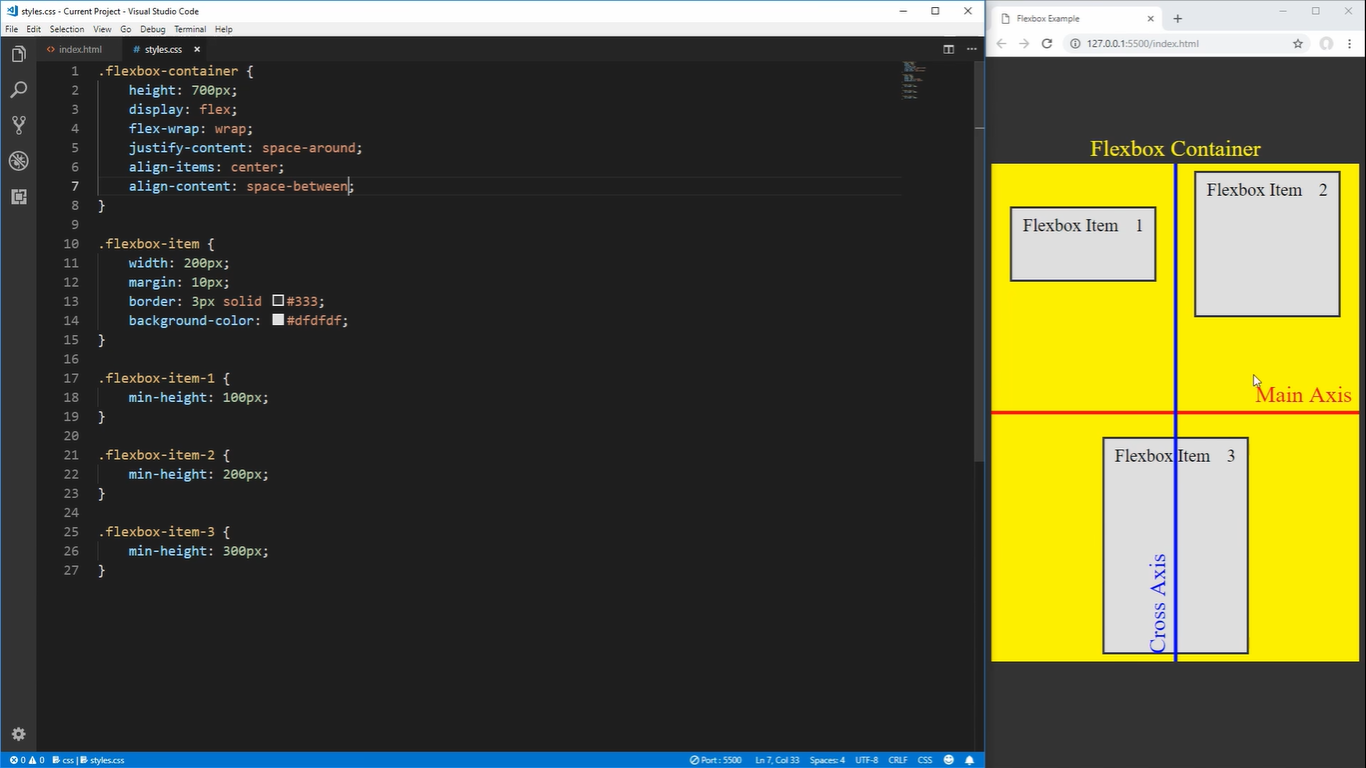 styles.css - Current Project - Visual Studio Code
File Edit Selection View Go Debug Terminal Help
index.html
styles.css
1 .flexbox-container {
2 height: 700px;
3 display: flex;
4 flex-wrap: wrap;
5 justify-content: space-around;
6 align-items: center;
7 align-content: space-between;
8 }
9
10 .flexbox-item {
11 width: 200px;
12 margin: 10px;
13 border: 3px solid #333;
14 background-color: #dfdfdf;
15 }
16
17 .flexbox-item-1 {
18 min-height: 100px;
19 }
20
21 .flexbox-item-2 {
22 min-height: 200px;
23 }
24
25 .flexbox-item-3 {
26 min-height: 300px;
27 }
0 0 css | styles.css
Port : 5500 Ln 7, Col 33 Spaces: 4 UTF-8 CRLF CSS
Flexbox Example
127.0.0.1:5500/index.html
Flexbox Container
Flexbox Item 1
Flexbox Item 2
Main Axis
Flexbox Item 3
Cross Axis